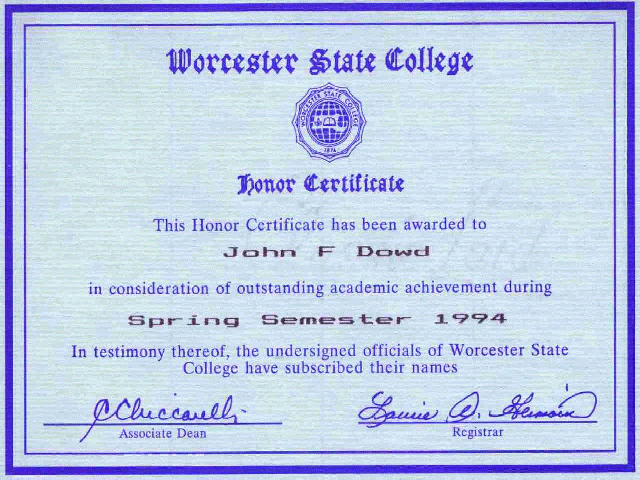 Worcester State College
WORCESTER STATE COLLEGE
1874
Honor Certificate
This Honor Certificate has been awarded to
John F Dowd
in consideration of outstanding academic achievement during
Spring Semester 1994
In testimony thereof, the undersigned officials of Worcester State
College have subscribed their names
Associate Dean
Registrar